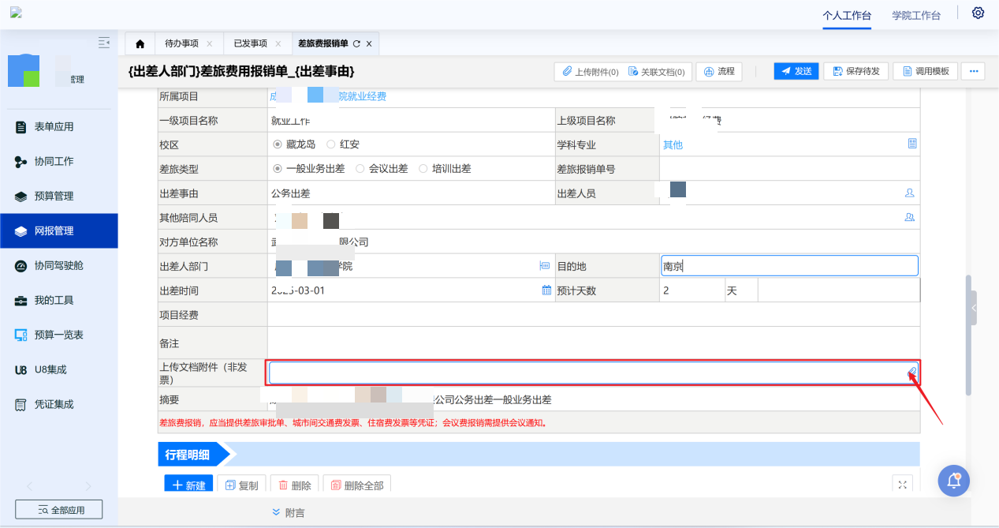 个人工作台 学院工作台
管理
待办事项 已发事项 差旅费报销单
{出差人部门}差旅费用报销单_{出差事由}
上传附件(0) 关联文档(0) 流程 发送 保存待发 调用模板
表单应用
协同工作
预算管理
网报管理
协同驾驶舱
我的工具
预算一览表
U8 U8集成
凭证集成
全部应用
所属项目 院就业经费
一级项目名称 就业工作 上级项目名称
校区 藏龙岛 红安 学科专业 其他
差旅类型 一般业务出差 会议出差 培训出差 差旅报销单号
出差事由 公务出差 出差人员
其他陪同人员
对方单位名称 限公司
出差人部门 院 目的地 南京
出差时间 -03-01 预计天数 2 天
项目经费
备注
上传文档附件（非发
票）
摘要 公司公务出差一般业务出差
差旅费报销，应当提供差旅审批单、城市间交通费发票、住宿费发票等凭证；会议费报销需提供会议通知。
行程明细
新建 复制 删除 删除全部
附言